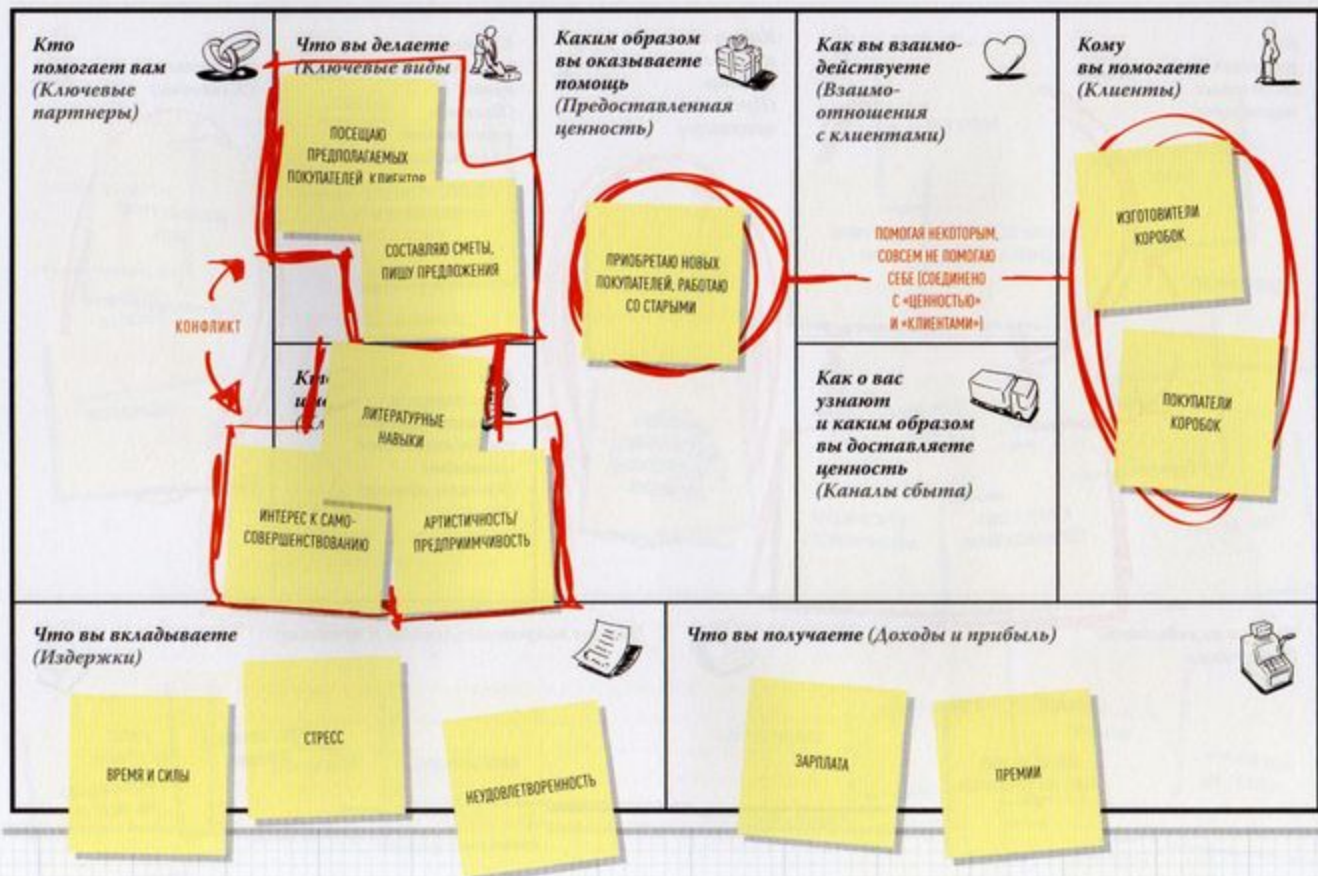 Кто
помогает вам
(Ключевые
партнеры)
Что вы делаете
(Ключевые виды
ПОСЕЩАЮ
ПРЕДПОЛАГАЕМЫХ
ПОКУПАТЕЛЕЙ, КЛИЕНТОВ
СОСТАВЛЯЮ СМЕТЫ,
ПИШУ ПРЕДЛОЖЕНИЯ
КОНФЛИКТ
ЛИТЕРАТУРНЫЕ
НАВЫКИ
ИНТЕРЕС К САМО-
СОВЕРШЕНСТВОВАНИЮ
АРТИСТИЧНОСТЬ/
ПРЕДПРИИМЧИВОСТЬ
Каким образом
вы оказываете
помощь
(Предоставленная
ценность)
ПРИОБРЕТАЮ НОВЫХ
ПОКУПАТЕЛЕЙ, РАБОТАЮ
СО СТАРЫМИ
Как вы взаимо-
действуете
(Взаимо-
отношения
с клиентами)
ПОМОГАЯ НЕКОТОРЫМ,
СОВСЕМ НЕ ПОМОГАЮ
СЕБЕ (СОЕДИНЕНО
С «ЦЕННОСТЬЮ»
И «КЛИЕНТАМИ»)
Как о вас
узнают
и каким образом
вы доставляете
ценность
(Каналы сбыта)
Кому
вы помогаете
(Клиенты)
ИЗГОТОВИТЕЛИ
КОРОБОК
ПОКУПАТЕЛИ
КОРОБОК
Что вы вкладываете
(Издержки)
ВРЕМЯ И СИЛЫ
СТРЕСС
НЕУДОВЛЕТВОРЕННОСТЬ
Что вы получаете (Доходы и прибыль)
ЗАРПЛАТА
ПРЕМИИ